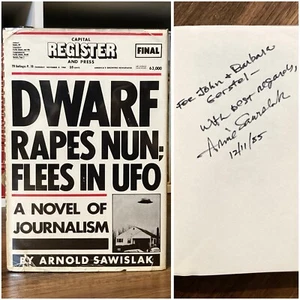 CAPITAL
REGISTER
AND PRESS
FINAL
DWARF
RAPES NUN;
FLEES IN UFO
A NOVEL OF
JOURNALISM
BY ARNOLD SAWISLAK
For John + Barbara
Gerstel—
With best regards,
Arnie Sawislak
12/11/85